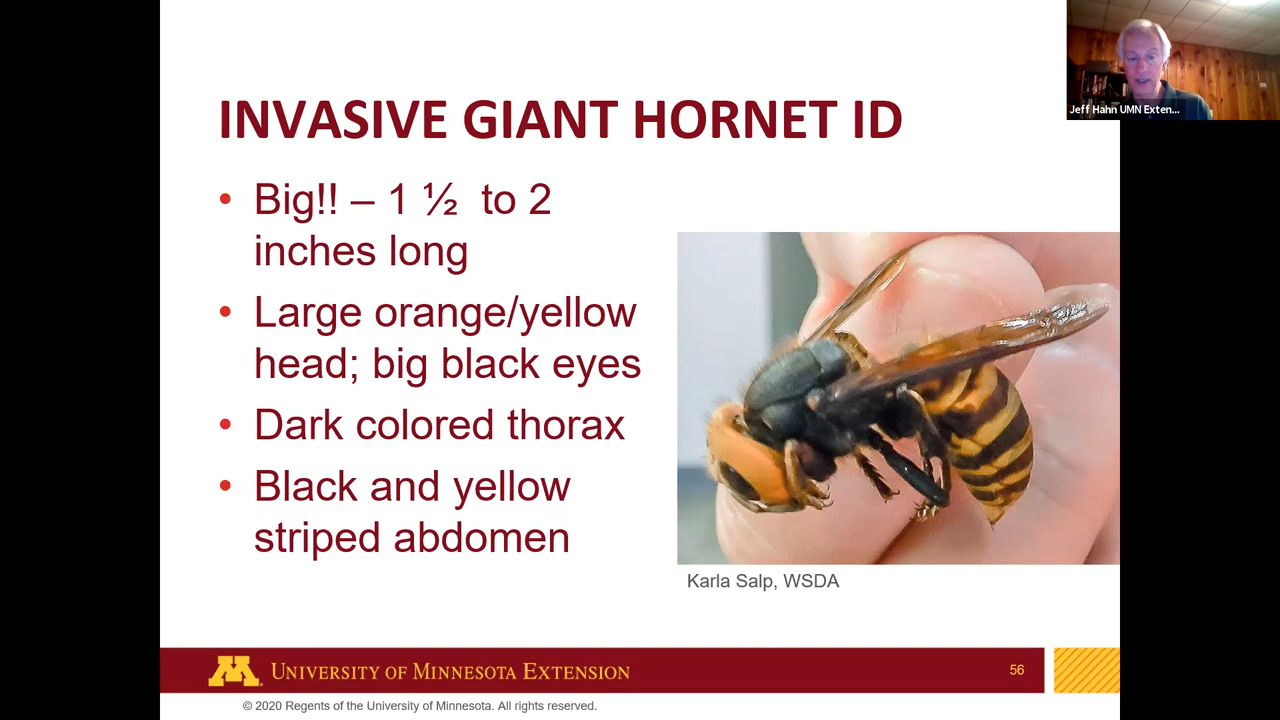 Jeff Hahn UMN Exten...
INVASIVE GIANT HORNET ID
• Big!! – 1 ½ to 2
inches long
• Large orange/yellow
head; big black eyes
• Dark colored thorax
• Black and yellow
striped abdomen
Karla Salp, WSDA
M UNIVERSITY OF MINNESOTA EXTENSION
56
© 2020 Regents of the University of Minnesota. All rights reserved.